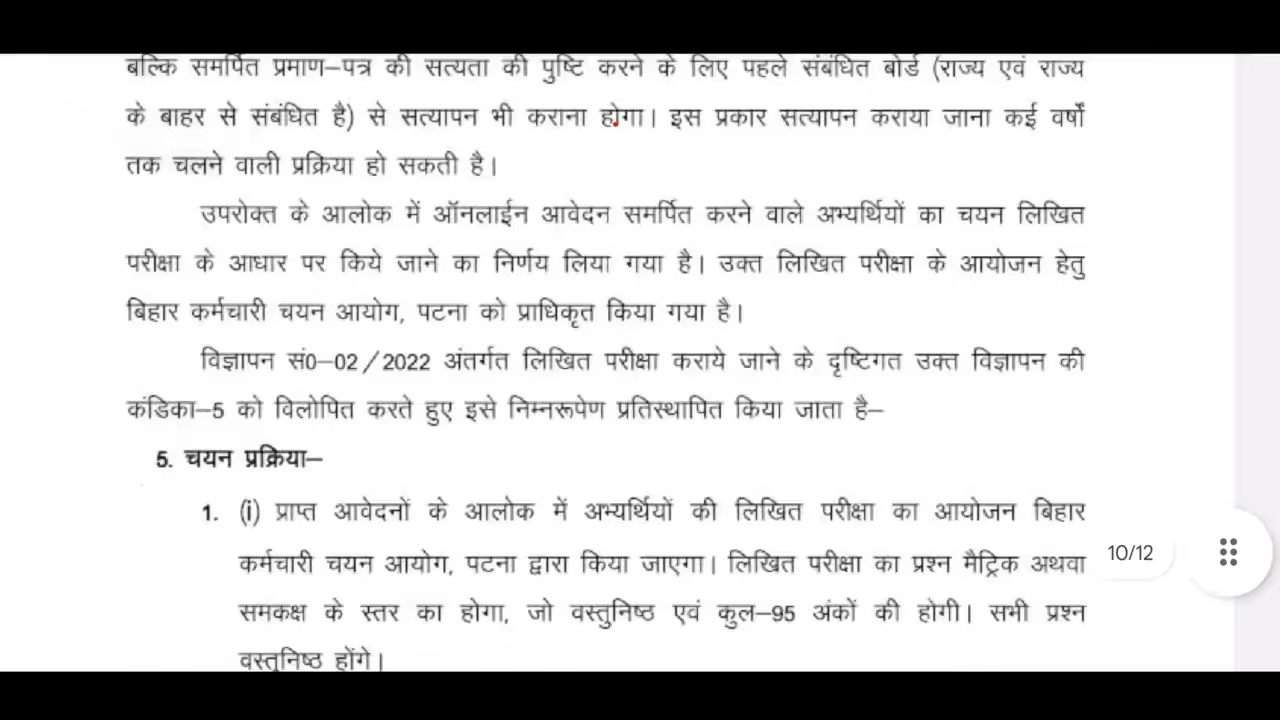 बल्कि समर्पित प्रमाण–पत्र की सत्यता की पुष्टि करने के लिए पहले संबंधित बोर्ड (राज्य एवं राज्य
के बाहर से संबंधित है) से सत्यापन भी कराना होगा। इस प्रकार सत्यापन कराया जाना कई वर्षों
तक चलने वाली प्रक्रिया हो सकती है।
उपरोक्त के आलोक में ऑनलाईन आवेदन समर्पित करने वाले अभ्यर्थियों का चयन लिखित
परीक्षा के आधार पर किये जाने का निर्णय लिया गया है। उक्त लिखित परीक्षा के आयोजन हेतु
बिहार कर्मचारी चयन आयोग, पटना को प्राधिकृत किया गया है।
विज्ञापन सं0–02/2022 अंतर्गत लिखित परीक्षा कराये जाने के दृष्टिगत उक्त विज्ञापन की
कंडिका–5 को विलोपित करते हुए इसे निम्नरूपेण प्रतिस्थापित किया जाता है–
5. चयन प्रक्रिया–
1. (i) प्राप्त आवेदनों के आलोक में अभ्यर्थियों की लिखित परीक्षा का आयोजन बिहार
कर्मचारी चयन आयोग, पटना द्वारा किया जाएगा। लिखित परीक्षा का प्रश्न मैट्रिक अथवा
10/12
समकक्ष के स्तर का होगा, जो वस्तुनिष्ठ एवं कुल–95 अंकों की होगी। सभी प्रश्न
वस्तुनिष्ठ होंगे।